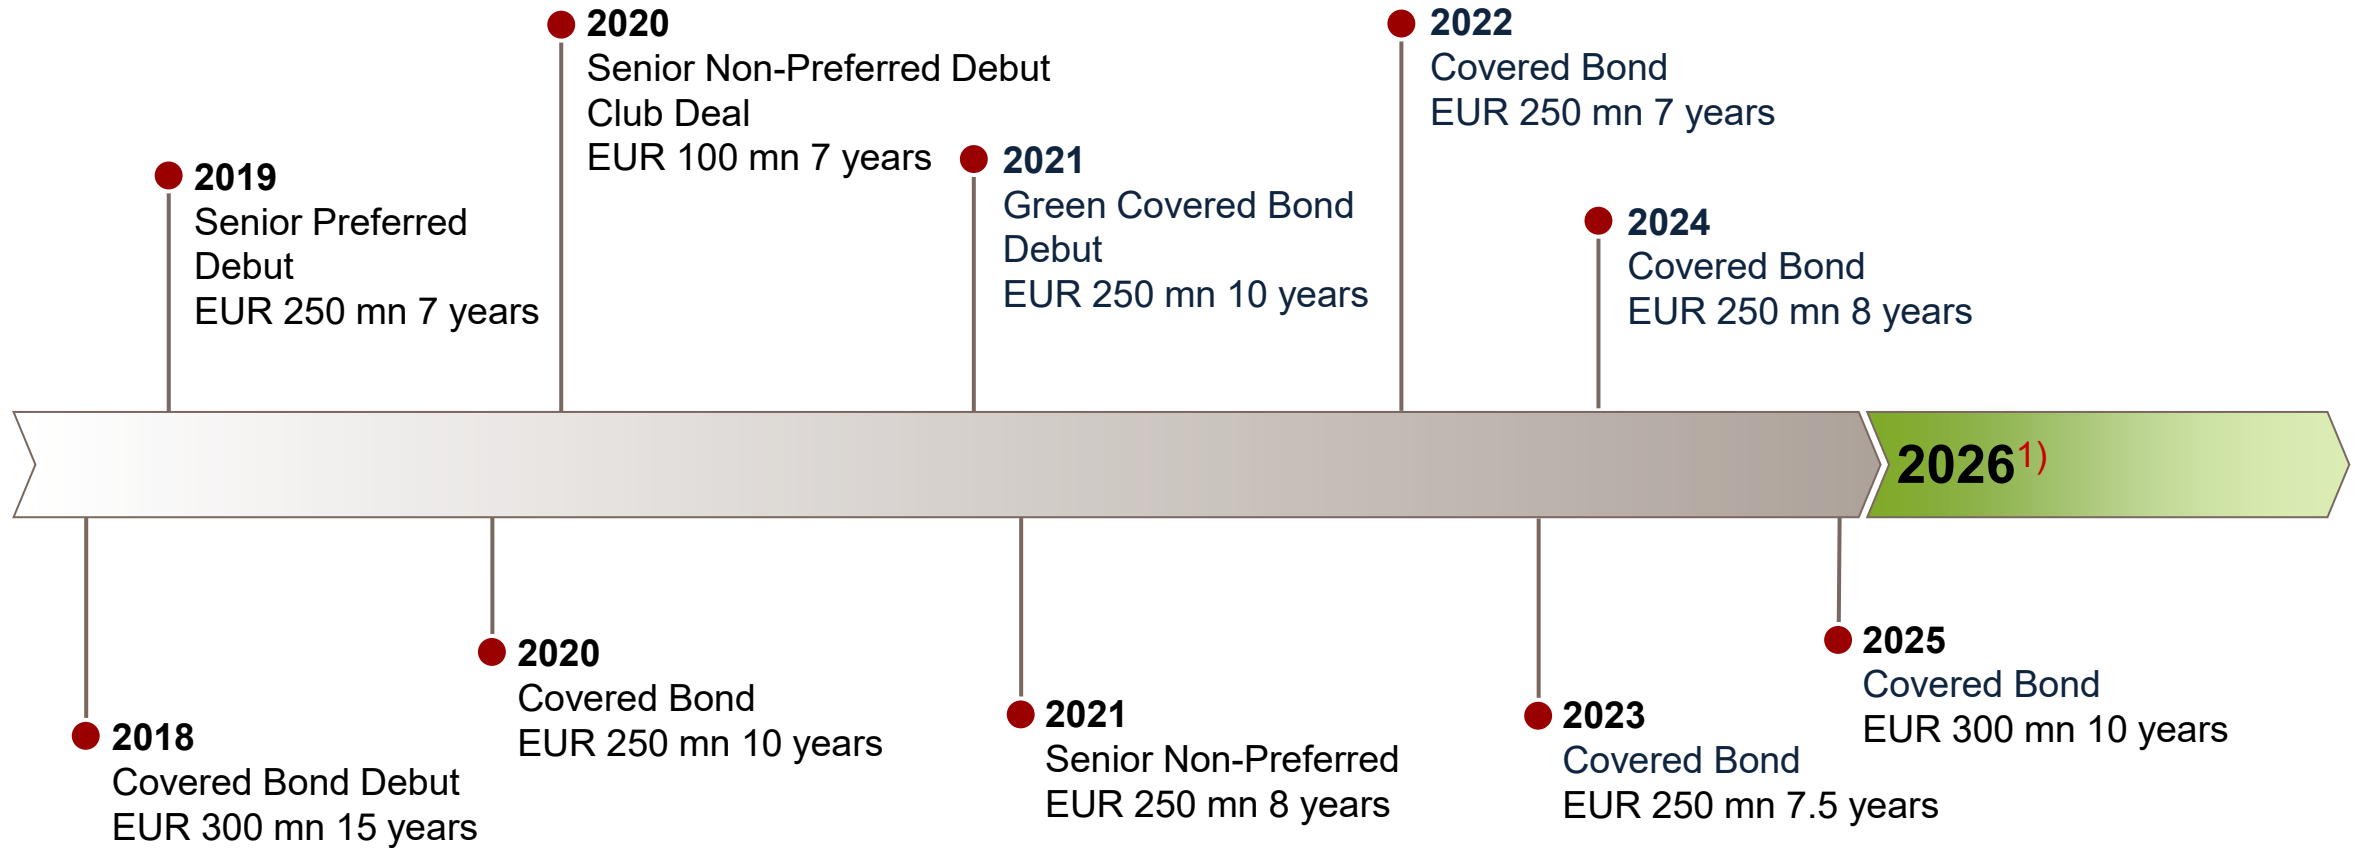 2020
Senior Non-Preferred Debut
Club Deal
EUR 100 mn 7 years
2022
Covered Bond
EUR 250 mn 7 years
2019
Senior Preferred
Debut
EUR 250 mn 7 years
2021
Green Covered Bond
Debut
EUR 250 mn 10 years
2024
Covered Bond
EUR 250 mn 8 years
2026¹⁾
2018
Covered Bond Debut
EUR 300 mn 15 years
2020
Covered Bond
EUR 250 mn 10 years
2021
Senior Non-Preferred
EUR 250 mn 8 years
2023
Covered Bond
EUR 250 mn 7.5 years
2025
Covered Bond
EUR 300 mn 10 years